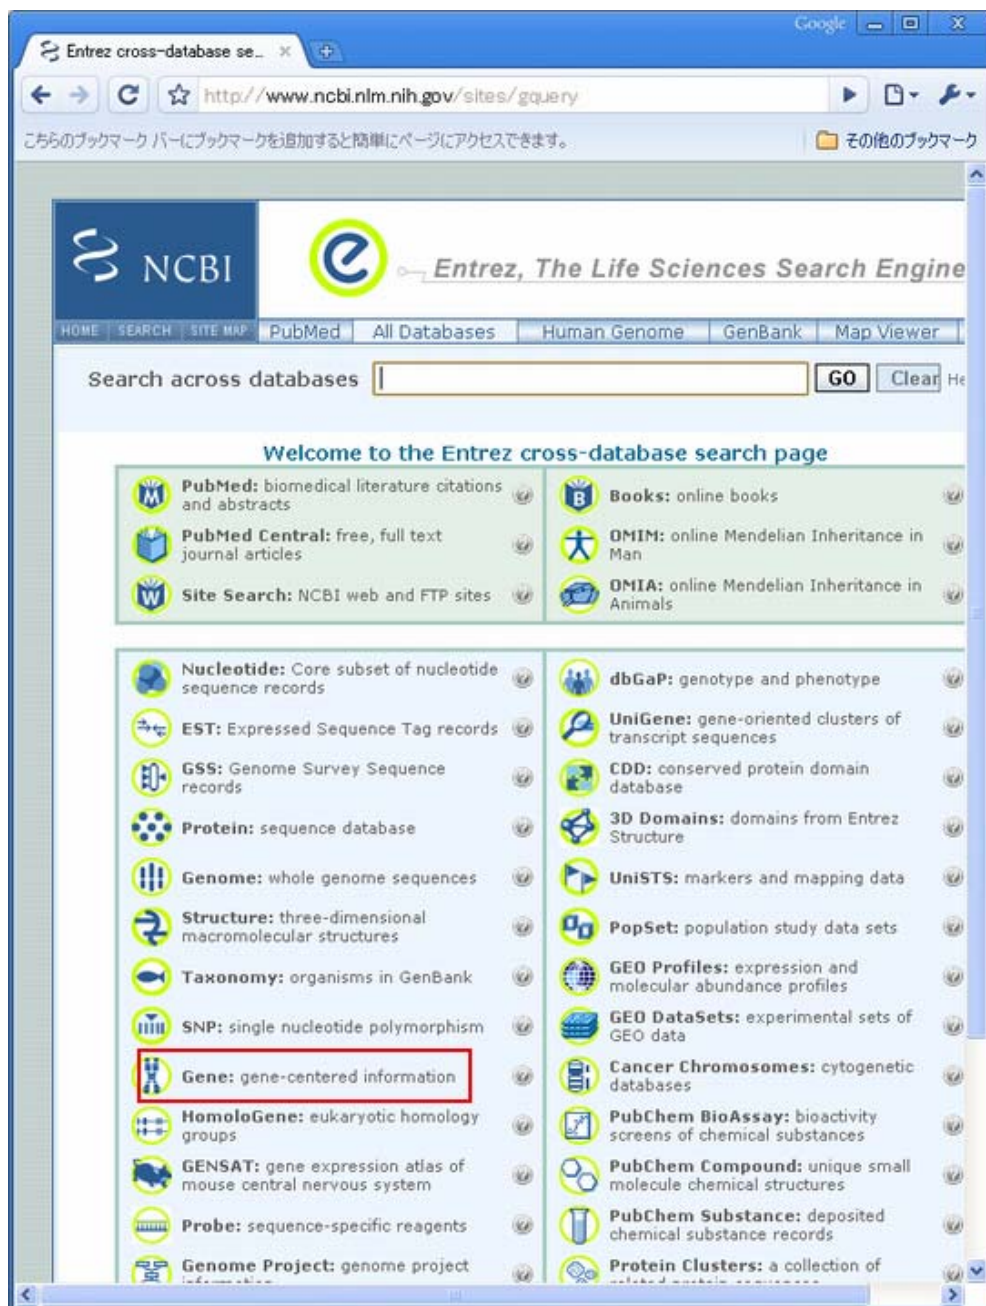 Google
Entrez cross-database se...
http://www.ncbi.nlm.nih.gov/sites/gquery
こちらのブックマーク バーにブックマークを追加すると簡単にページにアクセスできます。
その他のブックマーク
NCBI
e
Entrez, The Life Sciences Search Engine
HOME SEARCH SITE MAP PubMed All Databases Human Genome GenBank Map Viewer
Search across databases GO Clear He
Welcome to the Entrez cross-database search page
PubMed: biomedical literature citations
and abstracts
PubMed Central: free, full text
journal articles
Site Search: NCBI web and FTP sites
Books: online books
OMIM: online Mendelian Inheritance in
Man
OMIA: online Mendelian Inheritance in
Animals
Nucleotide: Core subset of nucleotide
sequence records
EST: Expressed Sequence Tag records
GSS: Genome Survey Sequence
records
Protein: sequence database
Genome: whole genome sequences
Structure: three-dimensional
macromolecular structures
Taxonomy: organisms in GenBank
SNP: single nucleotide polymorphism
Gene: gene-centered information
HomoloGene: eukaryotic homology
groups
GENSAT: gene expression atlas of
mouse central nervous system
Probe: sequence-specific reagents
Genome Project: genome project
dbGaP: genotype and phenotype
UniGene: gene-oriented clusters of
transcript sequences
CDD: conserved protein domain
database
3D Domains: domains from Entrez
Structure
UniSTS: markers and mapping data
PopSet: population study data sets
GEO Profiles: expression and
molecular abundance profiles
GEO DataSets: experimental sets of
GEO data
Cancer Chromosomes: cytogenetic
databases
PubChem BioAssay: bioactivity
screens of chemical substances
PubChem Compound: unique small
molecule chemical structures
PubChem Substance: deposited
chemical substance records
Protein Clusters: a collection of